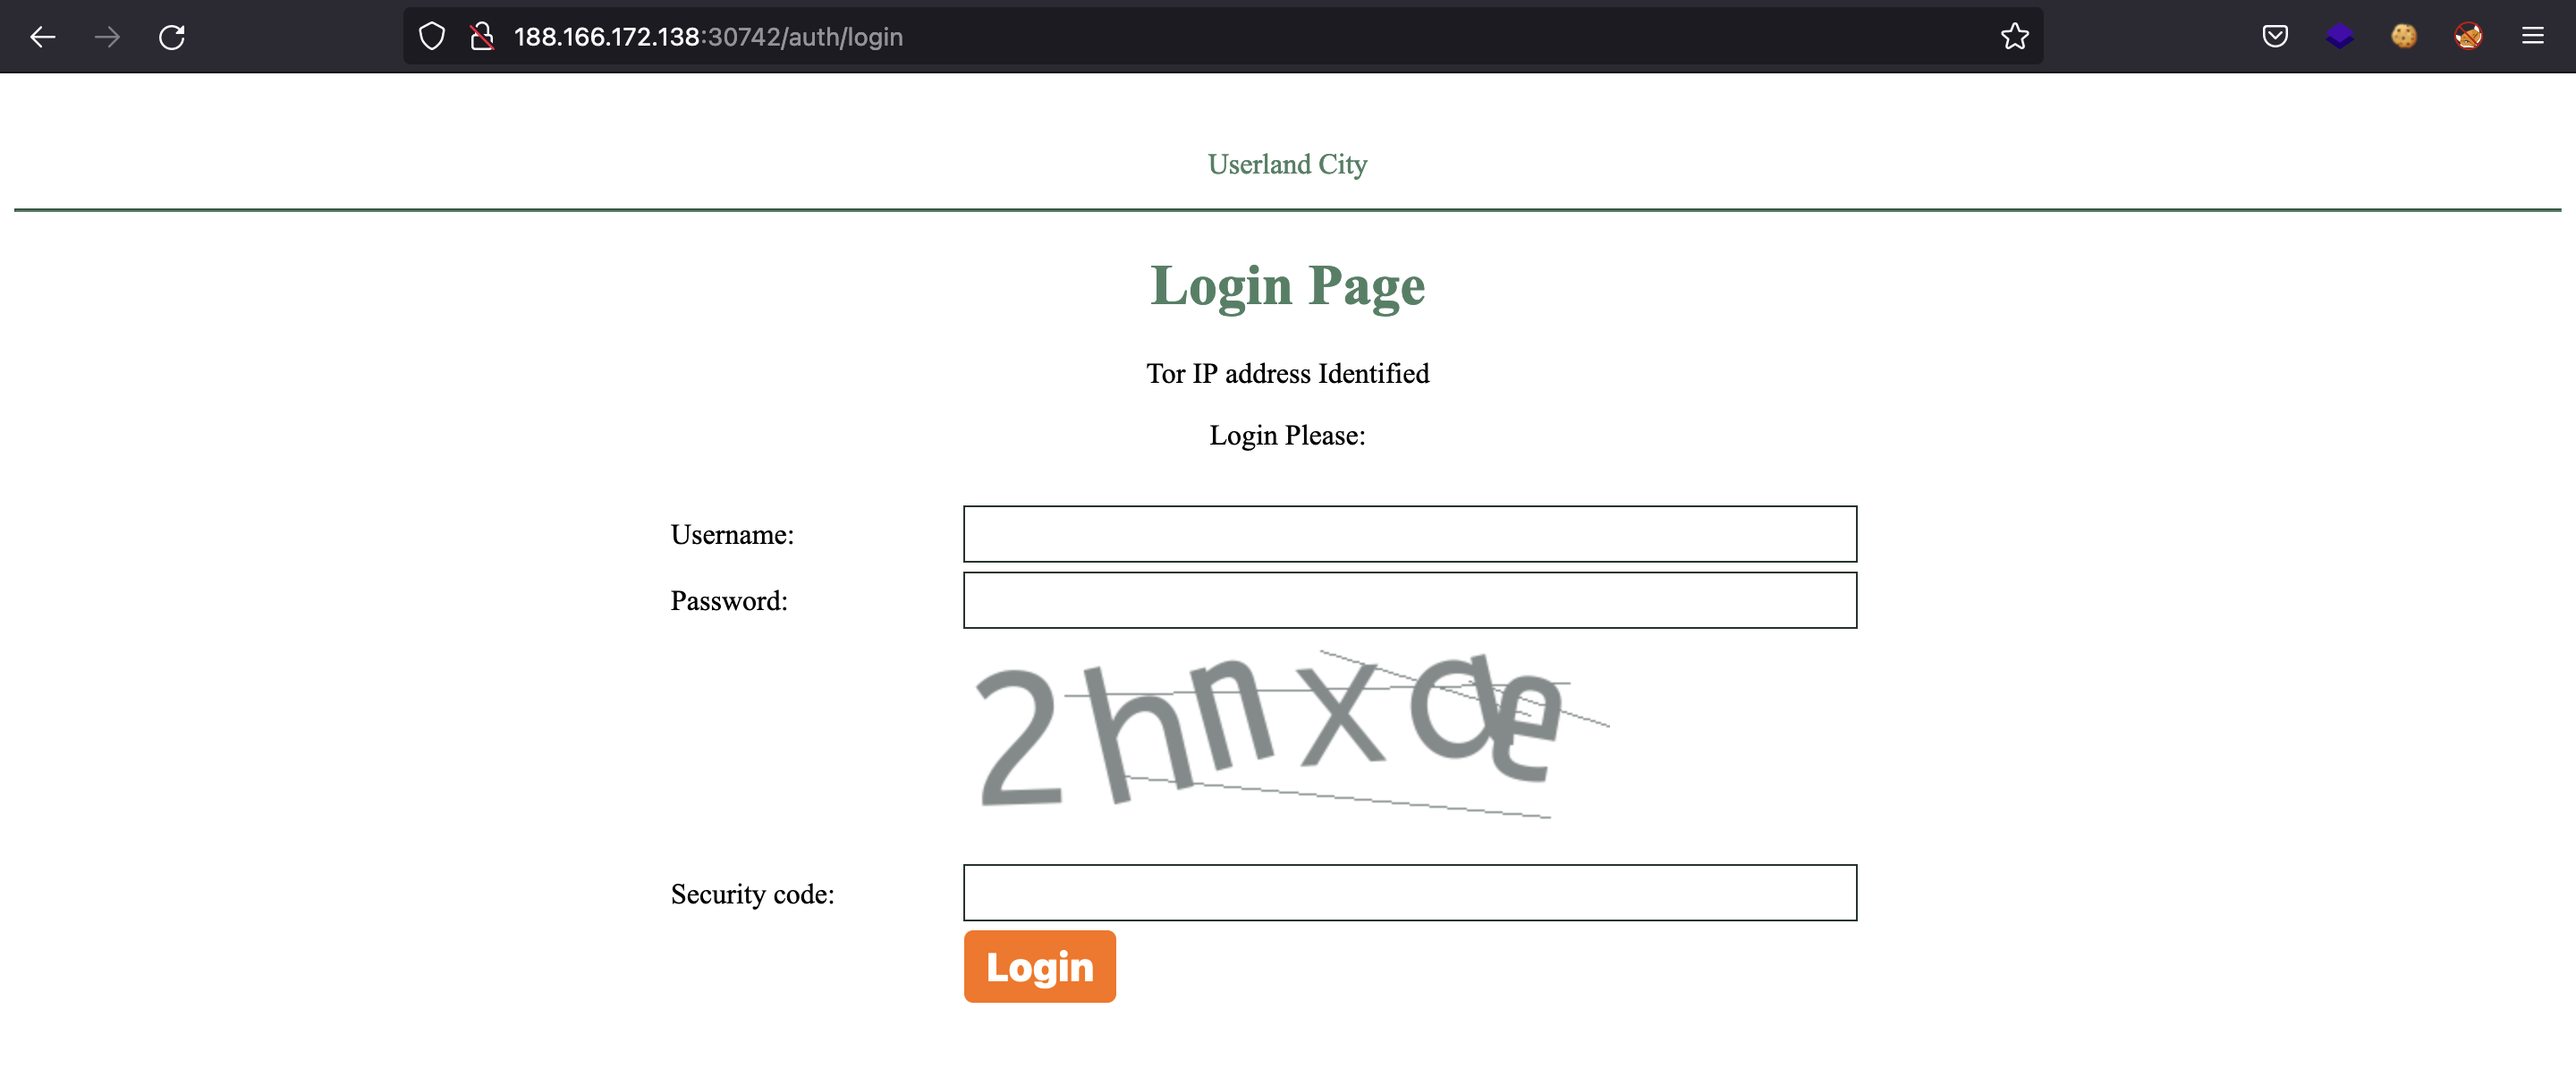 188.166.172.138:30742/auth/login
Userland City
Login Page
Tor IP address Identified
Login Please:
Username:
Password:
Security code:
Login